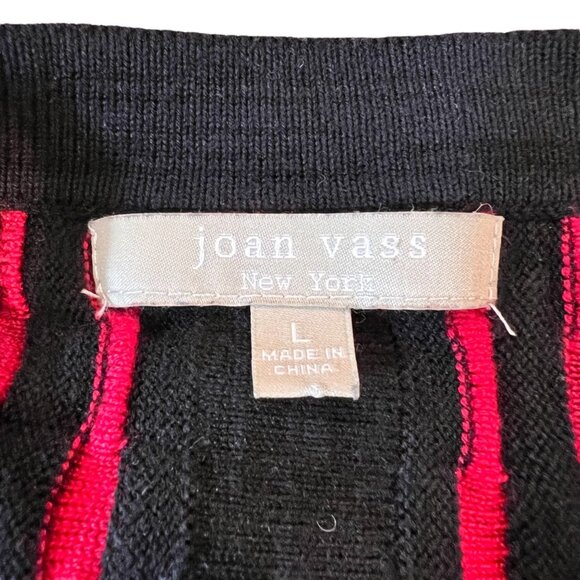 joan vass
New York
L
MADE IN
CHINA